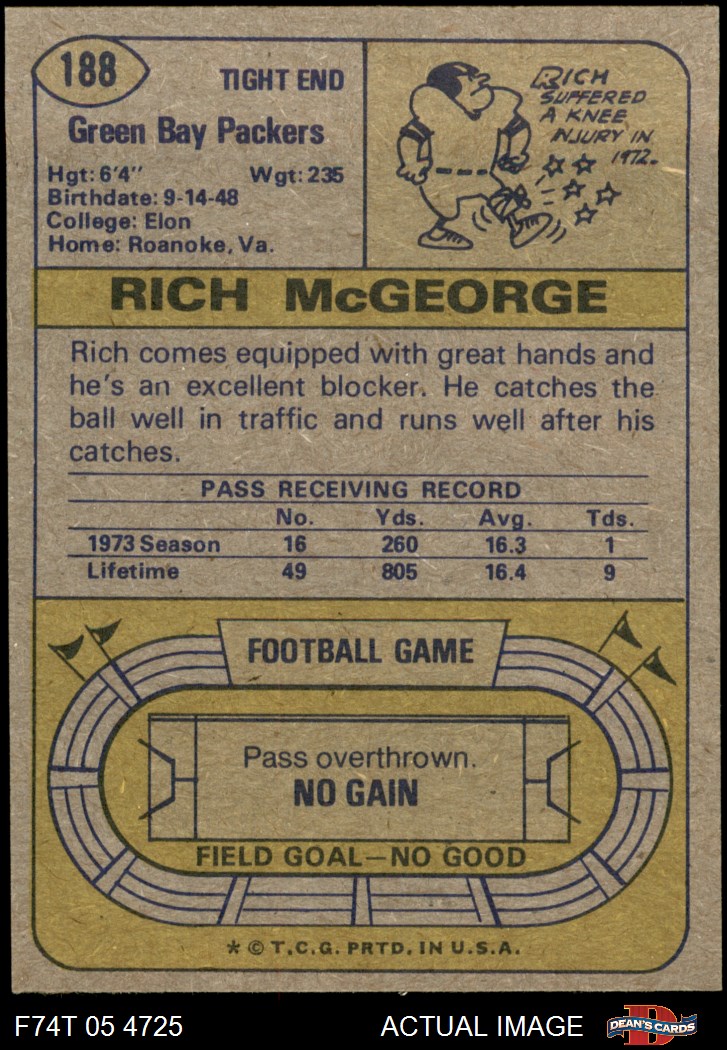 188
TIGHT END
Green Bay Packers
Hgt: 6'4" Wgt: 235
Birthdate: 9-14-48
College: Elon
Home: Roanoke, Va.
RICH
SUFFERED
A KNEE
INJURY IN
1972.
RICH McGEORGE
Rich comes equipped with great hands and
he's an excellent blocker. He catches the
ball well in traffic and runs well after his
catches.
PASS RECEIVING RECORD
No. Yds. Avg. Tds.
1973 Season 16 260 16.3 1
Lifetime 49 805 16.4 9
FOOTBALL GAME
Pass overthrown.
NO GAIN
FIELD GOAL—NO GOOD
* © T.C.G. PRTD. IN U.S.A.
F74T 05 4725 ACTUAL IMAGE D DEAN'S CARDS